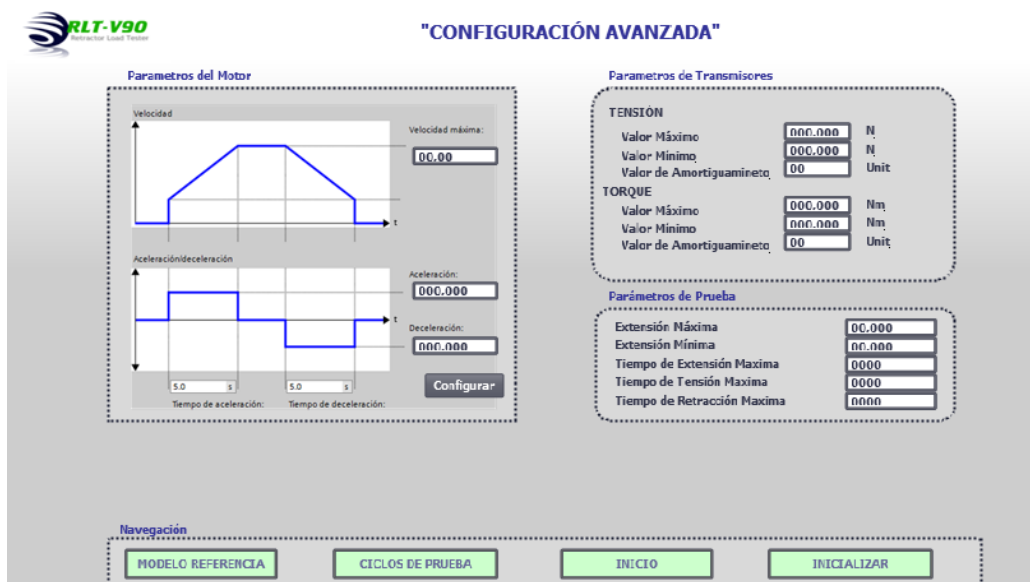 RLT-V90
Retractor Load Tester
"CONFIGURACIÓN AVANZADA"
Parametros del Motor
Velocidad
Velocidad máxima:
00.00
t
Aceleración/deceleración
Aceleración:
000.000
t
Deceleración:
000.000
5.0 s
5.0 s
Configurar
Tiempo de aceleración:
Tiempo de deceleración:
Parametros de Transmisores
TENSIÓN
Valor Máximo 000.000 N
Valor Minimo 000.000 N
Valor de Amortiguamineto 00 Unit
TORQUE
Valor Máximo 000.000 Nm
Valor Minimo 000.000 Nm
Valor de Amortiguamineto 00 Unit
Parámetros de Prueba
Extensión Máxima 00.000
Extensión Mínima 00.000
Tiempo de Extensión Maxima 0000
Tiempo de Tensión Maxima 0000
Tiempo de Retracción Maxima 0000
Navegación
MODELO REFERENCIA
CICLOS DE PRUEBA
INICIO
INICIALIZAR